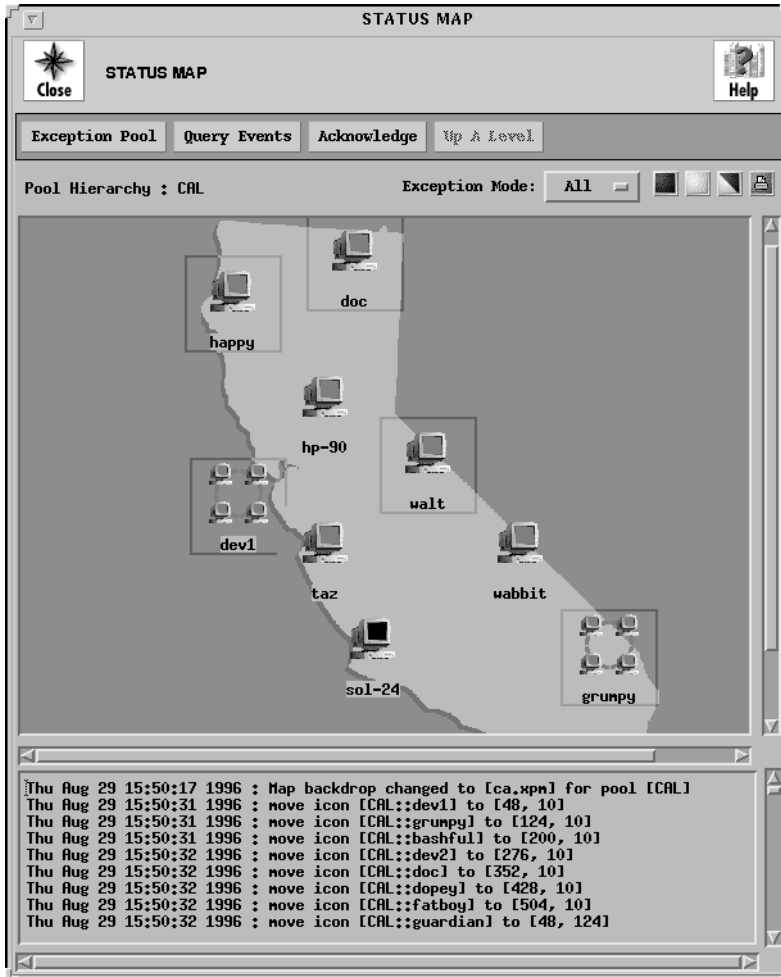 STATUS MAP
Close
STATUS MAP
Help
Exception Pool
Query Events
Acknowledge
Up A Level
Pool Hierarchy : CAL
Exception Mode:
All
doc
happy
hp-90
walt
dev1
taz
wabbit
sol-24
grumpy
Thu Aug 29 15:50:17 1996 : Map backdrop changed to [ca.xpm] for pool [CAL]
Thu Aug 29 15:50:31 1996 : move icon [CAL::dev1] to [48, 10]
Thu Aug 29 15:50:31 1996 : move icon [CAL::grumpy] to [124, 10]
Thu Aug 29 15:50:31 1996 : move icon [CAL::bashful] to [200, 10]
Thu Aug 29 15:50:32 1996 : move icon [CAL::dev2] to [276, 10]
Thu Aug 29 15:50:32 1996 : move icon [CAL::doc] to [352, 10]
Thu Aug 29 15:50:32 1996 : move icon [CAL::dopey] to [428, 10]
Thu Aug 29 15:50:32 1996 : move icon [CAL::fatboy] to [504, 10]
Thu Aug 29 15:50:32 1996 : move icon [CAL::guardian] to [48, 124]